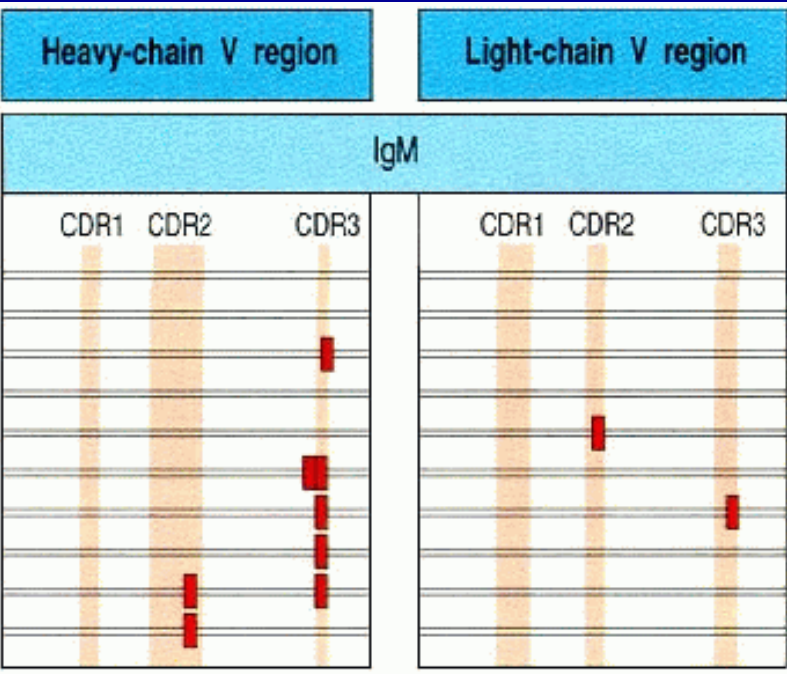 Heavy-chain V region Light-chain V region
IgM
CDR1 CDR2 CDR3 CDR1 CDR2 CDR3